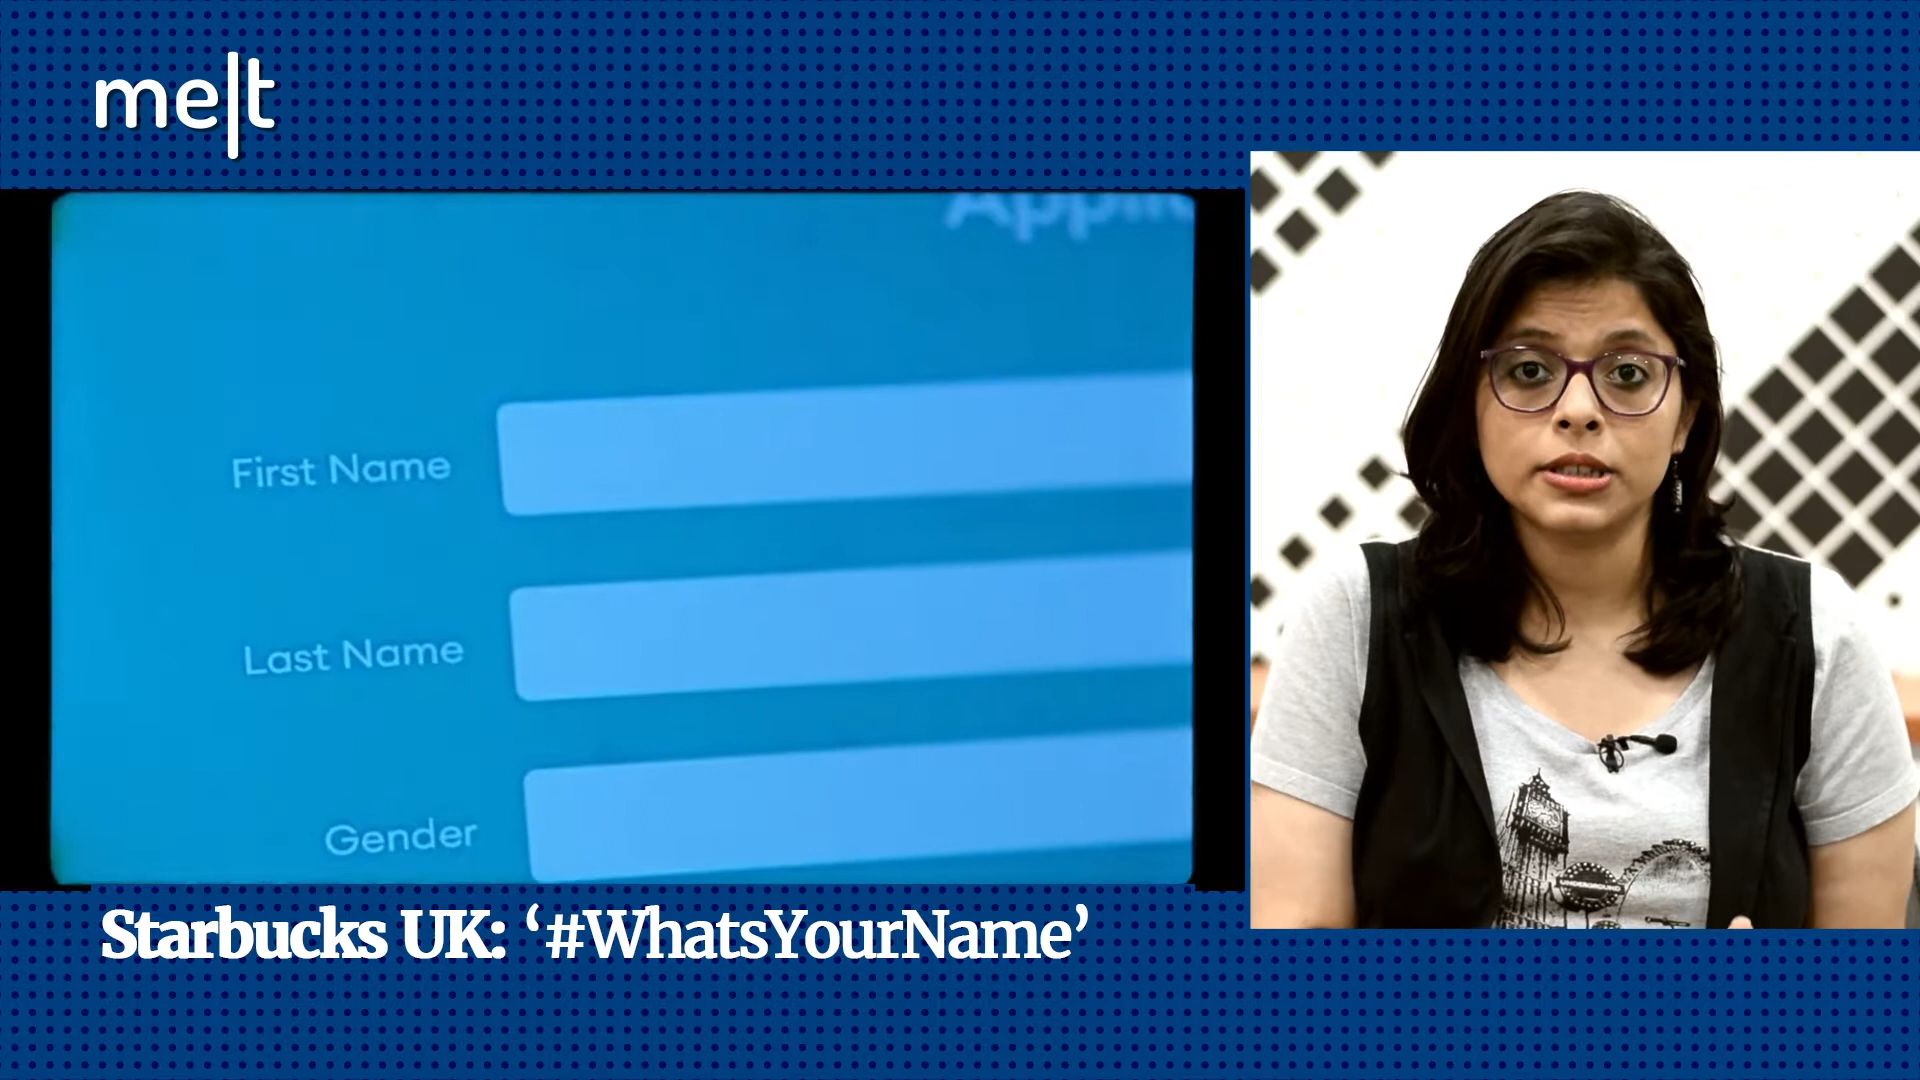 melt
First Name
Last Name
Gender
Starbucks UK: ‘#WhatsYourName’